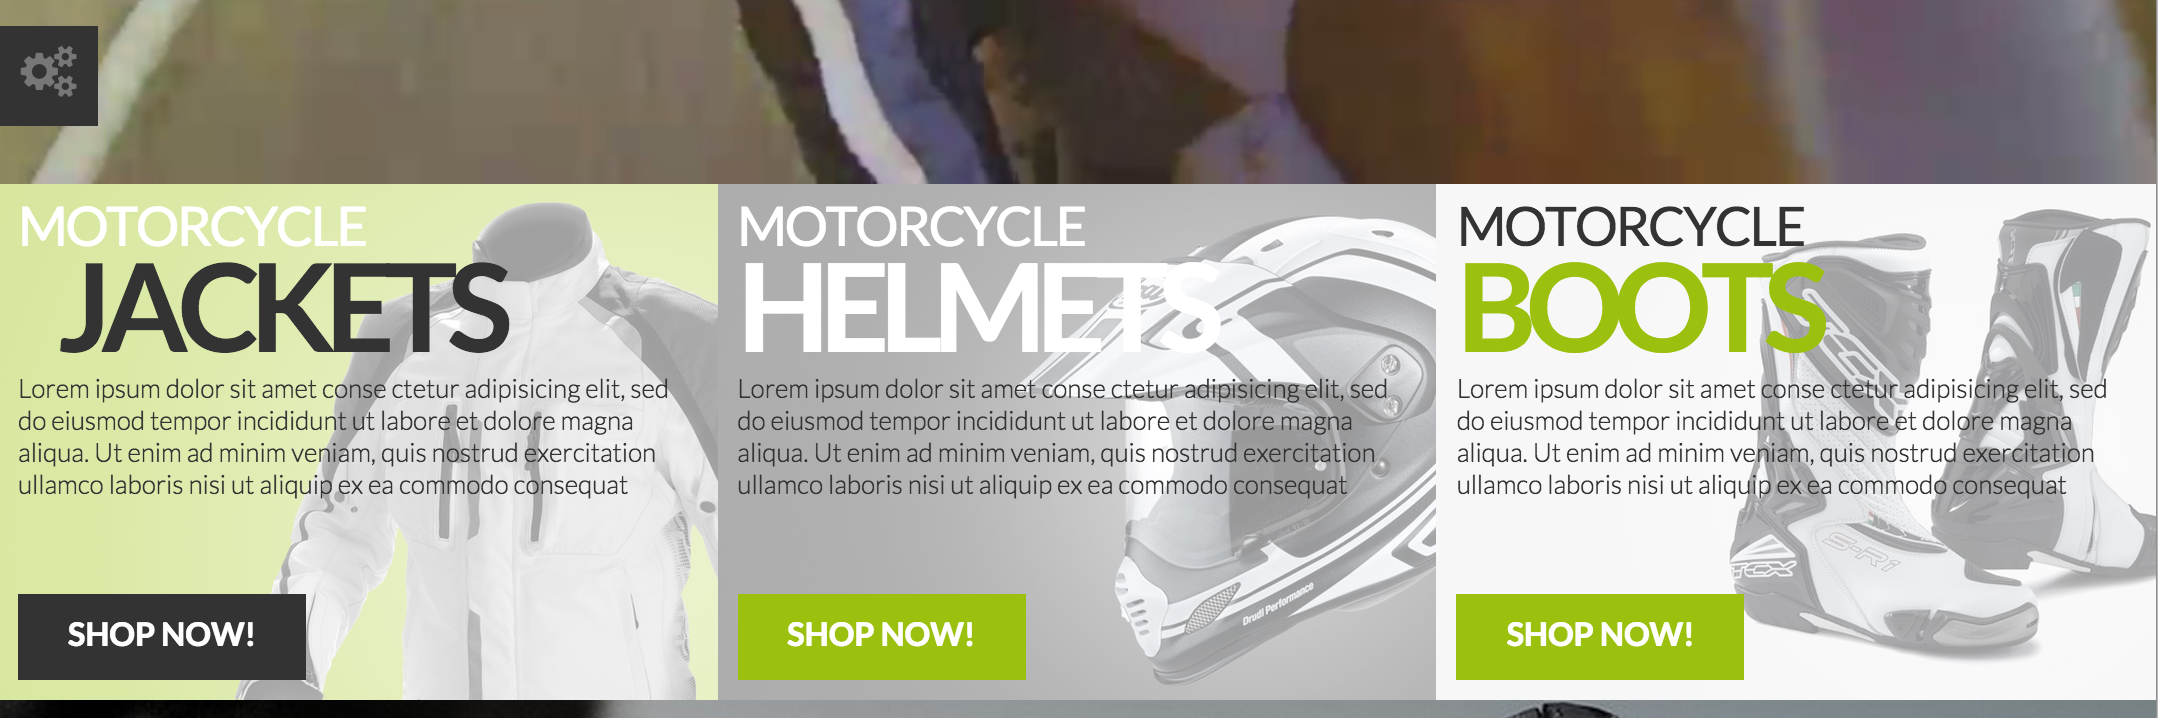 MOTORCYCLE
JACKETS
Lorem ipsum dolor sit amet conse ctetur adipisicing elit, sed
do eiusmod tempor incididunt ut labore et dolore magna
aliqua. Ut enim ad minim veniam, quis nostrud exercitation
ullamco laboris nisi ut aliquip ex ea commodo consequat
SHOP NOW!
MOTORCYCLE
HELMETS
Lorem ipsum dolor sit amet conse ctetur adipisicing elit, sed
do eiusmod tempor incididunt ut labore et dolore magna
aliqua. Ut enim ad minim veniam, quis nostrud exercitation
ullamco laboris nisi ut aliquip ex ea commodo consequat
Drudi Performance
SHOP NOW!
MOTORCYCLE
BOOTS
Lorem ipsum dolor sit amet conse ctetur adipisicing elit, sed
do eiusmod tempor incididunt ut labore et dolore magna
aliqua. Ut enim ad minim veniam, quis nostrud exercitation
ullamco laboris nisi ut aliquip ex ea commodo consequat
S-R1
TCX
SHOP NOW!